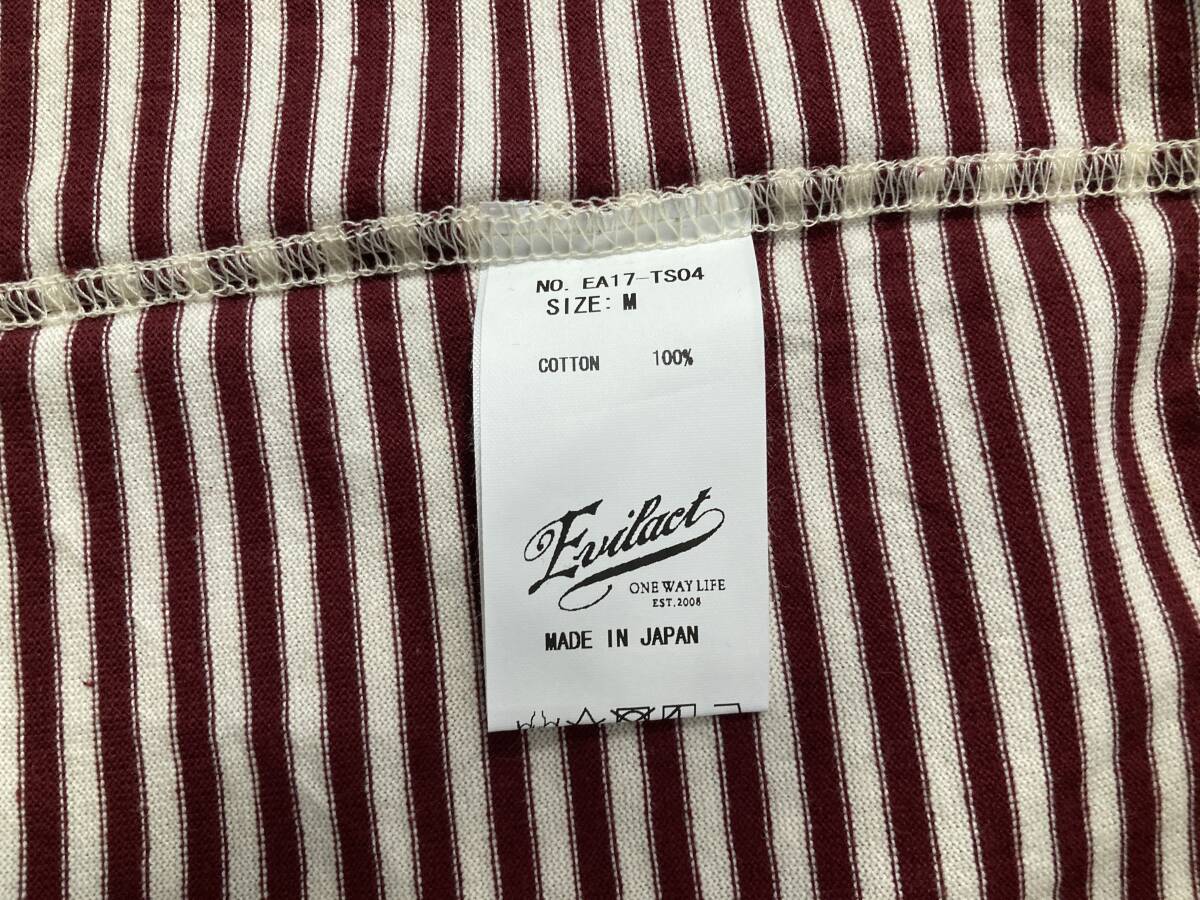 NO. EA17-TS04
SIZE: M
COTTON 100%
Evilact
ONE WAY LIFE
EST. 2008
MADE IN JAPAN